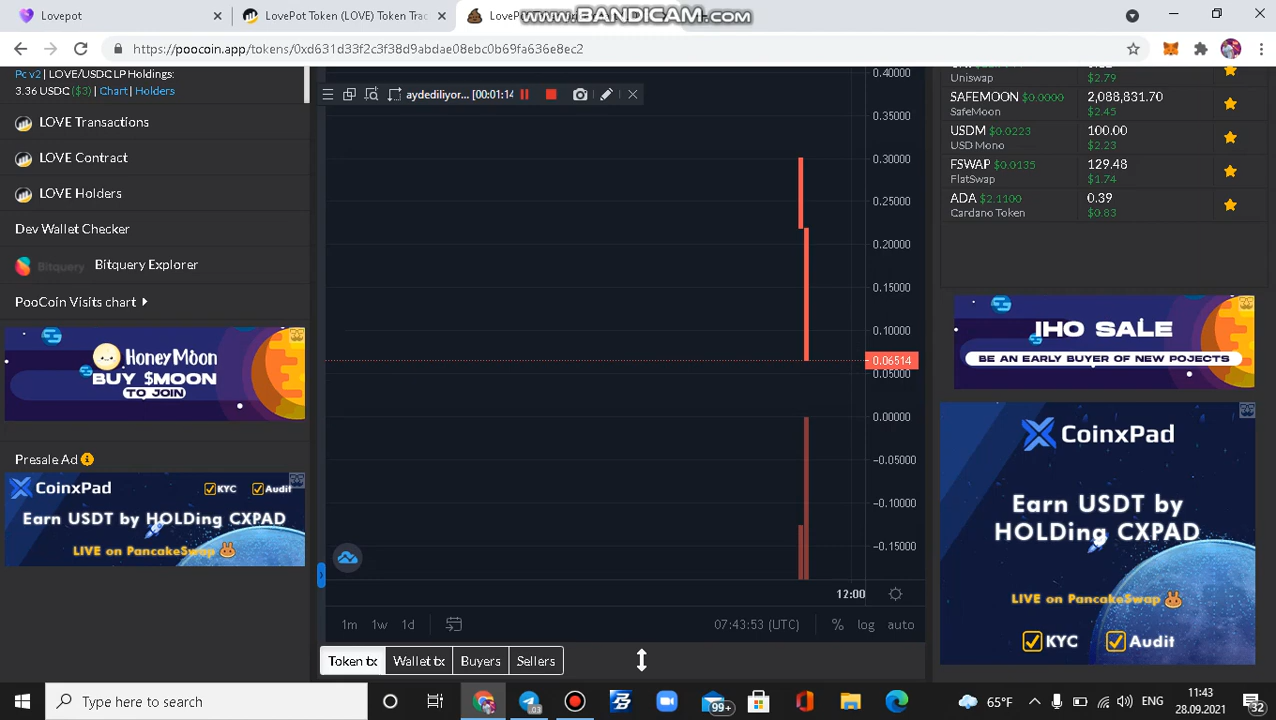 Lovepot
LovePot Token (LOVE) Token Trac
LovePo
www.BANDICAM.com
https://poocoin.app/tokens/0xd631d33f2c3f38d9abdae08ebc0b69fa636e8ec2
Pc v2 | LOVE/USDC LP Holdings:
3.36 USDC ($3) | Chart | Holders
LOVE Transactions
LOVE Contract
LOVE Holders
Dev Wallet Checker
Bitquery Bitquery Explorer
PooCoin Visits chart
HoneyMoon
BUY $MOON
TO JOIN
Presale Ad
CoinxPad
KYC
Audit
Earn USDT by HOLDing CXPAD
LIVE on PancakeSwap
aydediliyor... [00:01:14
0.40000
0.35000
0.30000
0.25000
0.20000
0.15000
0.10000
0.06514
0.05000
0.00000
-0.05000
-0.10000
-0.15000
12:00
1m 1w 1d
07:43:53 (UTC)
% log auto
Token tx
Wallet tx
Buyers
Sellers
Uniswap
$2.79
SAFEMOON $0.0000
2,088,831.70
SafeMoon
$2.45
USDM $0.0223
100.00
USD Mono
$2.23
FSWAP $0.0135
129.48
FlatSwap
$1.74
ADA $2.1100
0.39
Cardano Token
$0.83
IHO SALE
BE AN EARLY BUYER OF NEW POJECTS
CoinxPad
Earn USDT by
HOLDing CXPAD
LIVE on PancakeSwap
KYC
Audit
Type here to search
03
99+
65°F
ENG
11:43
28.09.2021
32